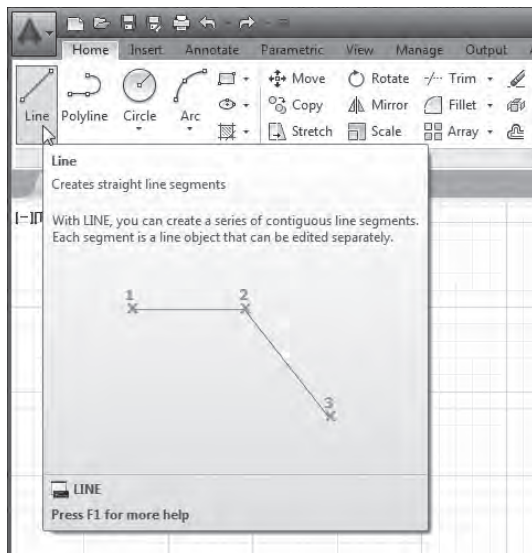 Home Insert Annotate Parametric View Manage Output
Move Rotate Trim
Copy Mirror Fillet
Line Polyline Circle Arc
Stretch Scale Array
Line
Creates straight line segments
[-]
With LINE, you can create a series of contiguous line segments.
Each segment is a line object that can be edited separately.
1 2
3
LINE
Press F1 for more help